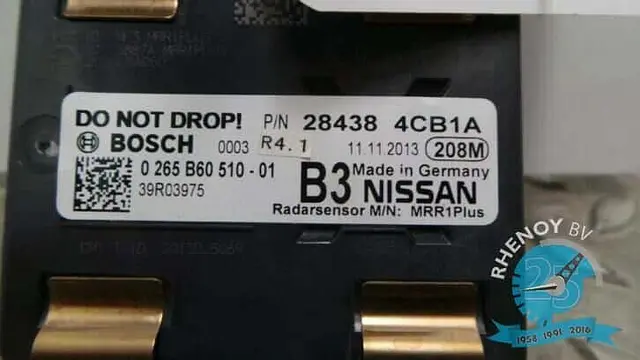 DO NOT DROP! P/N 28438 4CB1A
BOSCH 0003 R4.1 11.11.2013 208M
0 265 B60 510-01 B3 Made in Germany
39R03975 NISSAN
Radarsensor M/N: MRR1Plus
RHENOY BV
25
1958 1991 2016